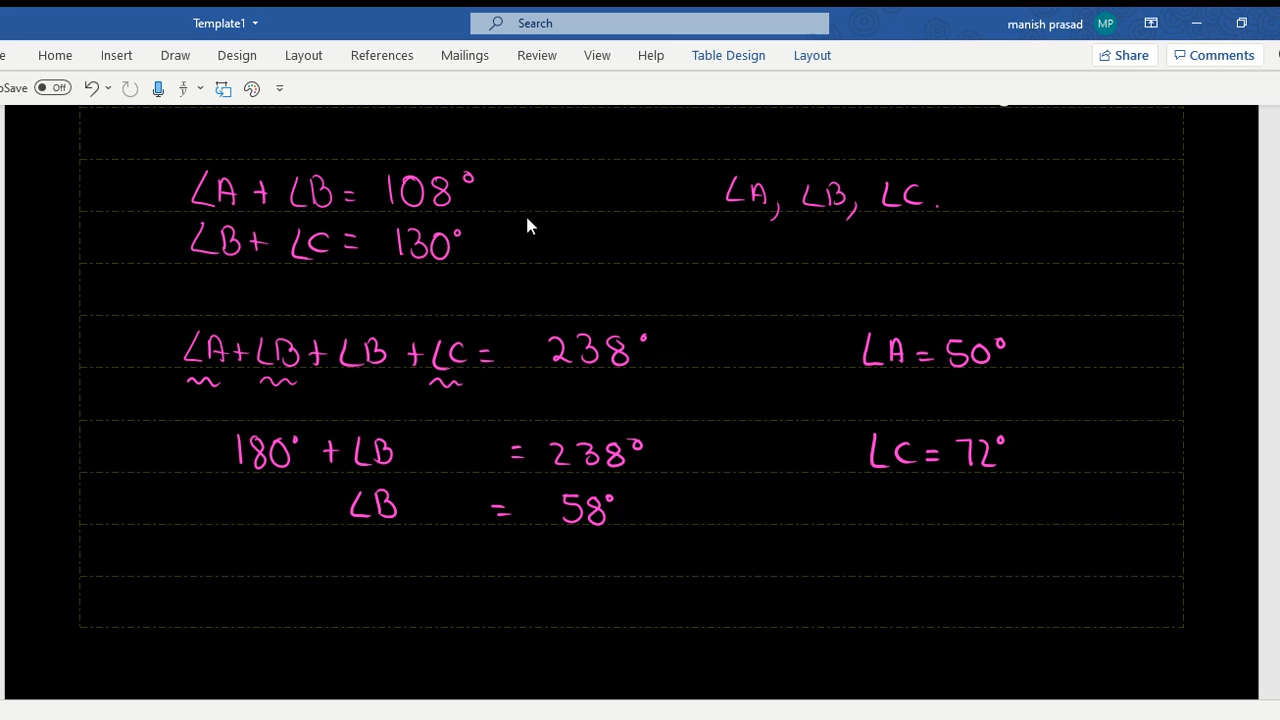 Template1
Search
manish prasad MP
Home Insert Draw Design Layout References Mailings Review View Help Table Design Layout Share Comments
oSave Off
∠A + ∠B = 108°
∠A, ∠B, ∠C.
∠B + ∠C = 130°
∠A + ∠B + ∠B + ∠C = 238°
∠A = 50°
180° + ∠B = 238°
∠C = 72°
∠B = 58°